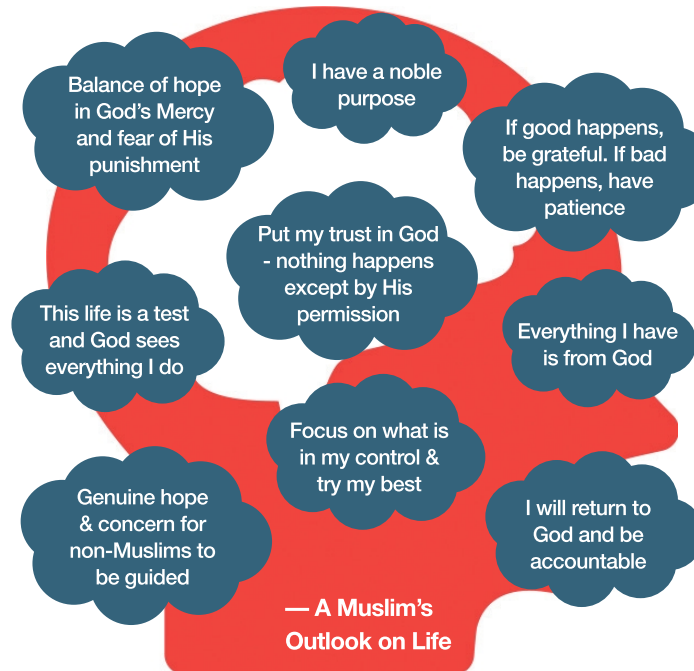 Balance of hope
in God's Mercy
and fear of His
punishment
I have a noble
purpose
If good happens,
be grateful. If bad
happens, have
patience
Put my trust in God
- nothing happens
except by His
permission
This life is a test
and God sees
everything I do
Everything I have
is from God
Focus on what is
in my control &
try my best
Genuine hope
& concern for
non-Muslims to
be guided
I will return to
God and be
accountable
— A Muslim's
Outlook on Life